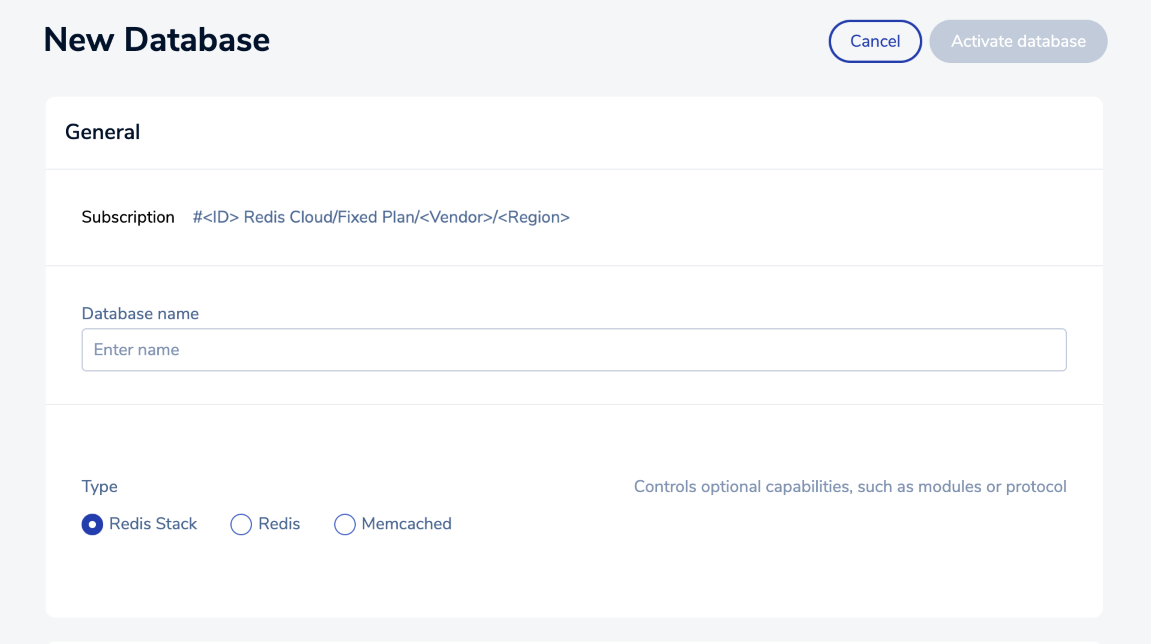 New Database
Cancel
Activate database
General
Subscription #<ID> Redis Cloud/Fixed Plan/<Vendor>/<Region>
Database name
Enter name
Type
Controls optional capabilities, such as modules or protocol
Redis Stack
Redis
Memcached